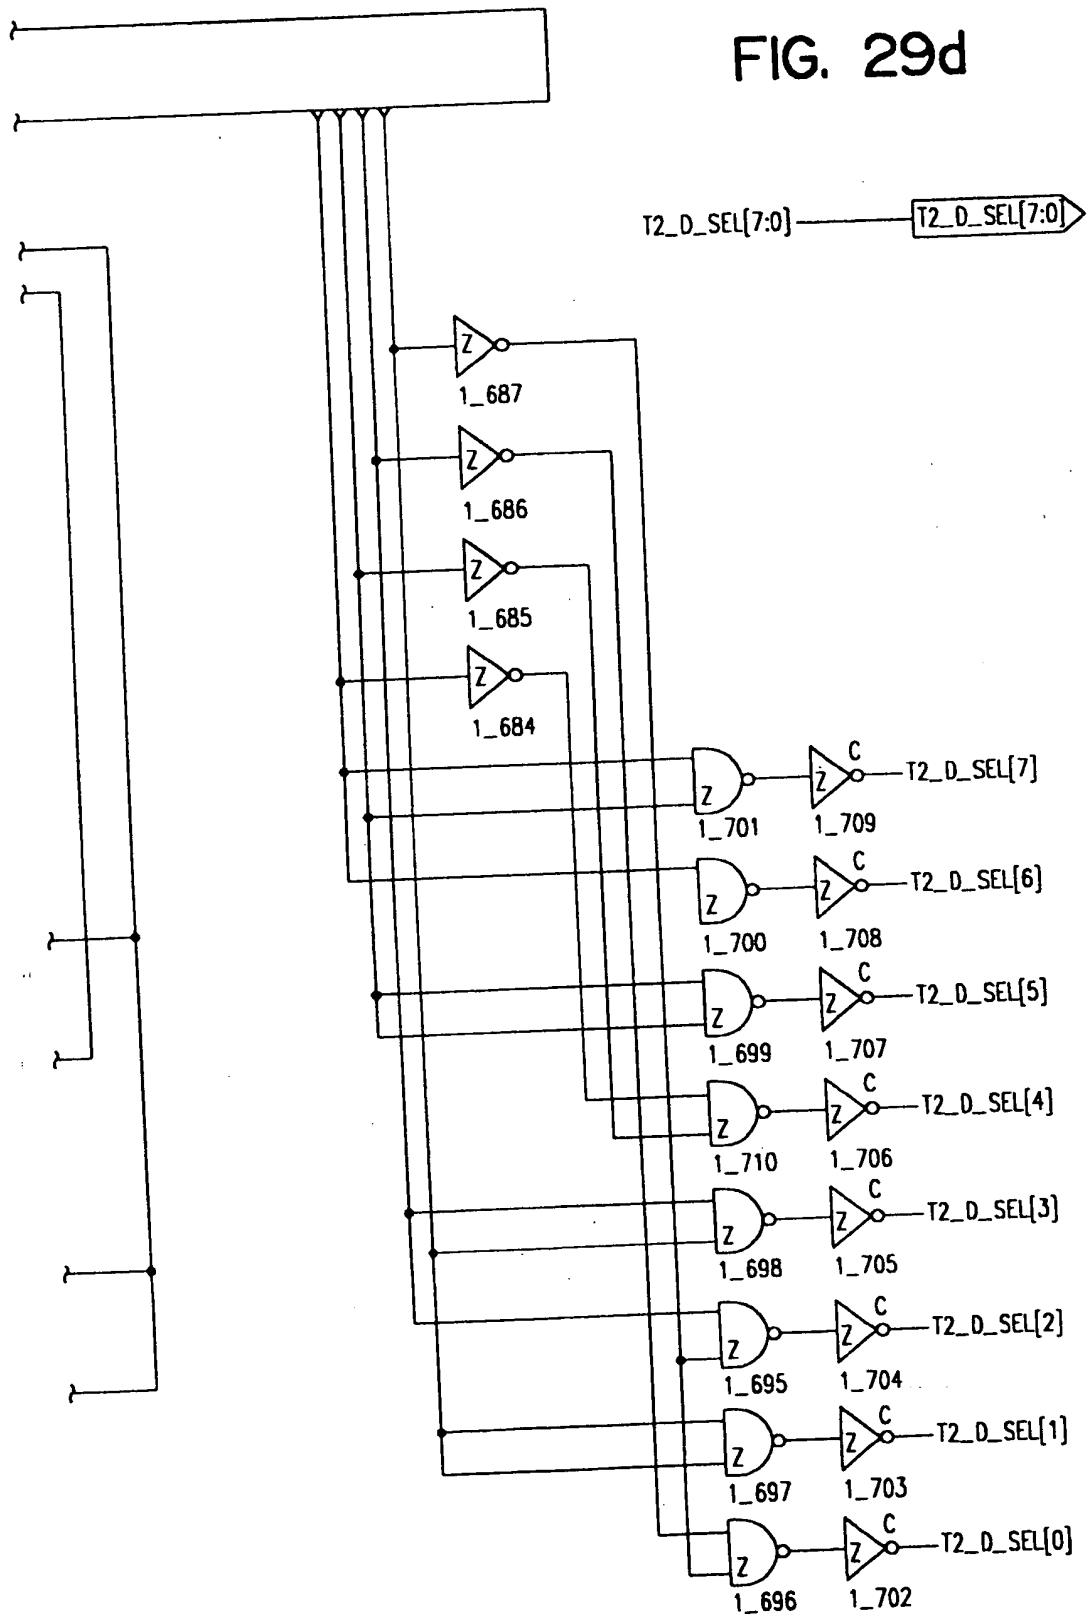 FIG. 29d
T2_D_SEL[7:0] T2_D_SEL[7:0]
Z
1_687
Z
1_686
Z
1_685
Z
1_684
Z Z C T2_D_SEL[7]
1_701 1_709
Z Z C T2_D_SEL[6]
1_700 1_708
Z Z C T2_D_SEL[5]
1_699 1_707
Z Z C T2_D_SEL[4]
1_710 1_706
Z Z C T2_D_SEL[3]
1_698 1_705
Z Z C T2_D_SEL[2]
1_695 1_704
Z Z C T2_D_SEL[1]
1_697 1_703
Z Z C T2_D_SEL[0]
1_696 1_702